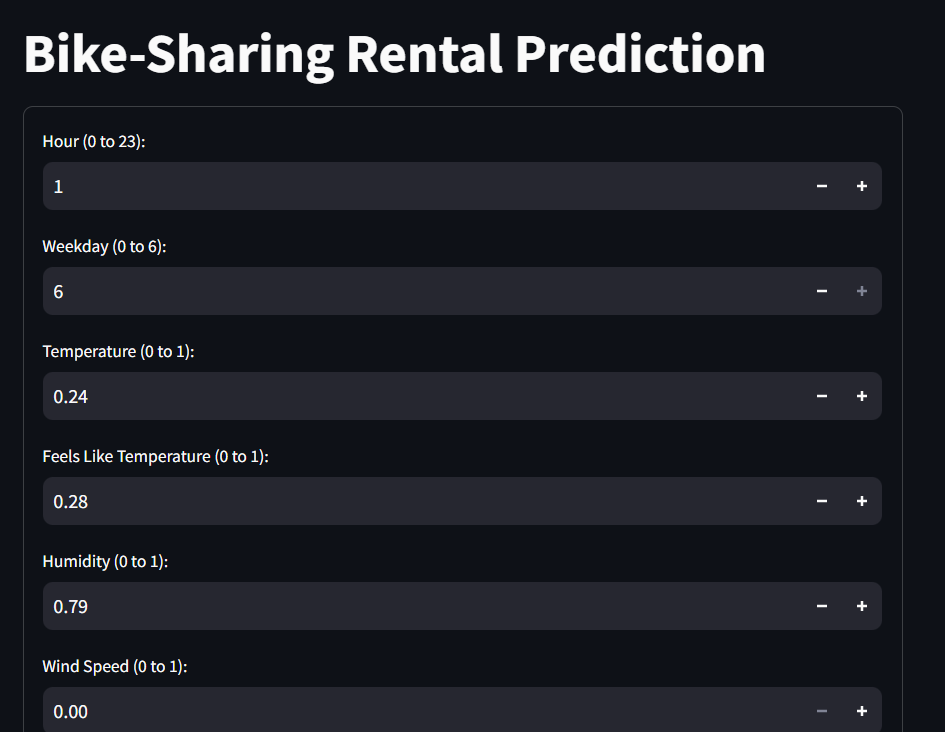 Bike-Sharing Rental Prediction
Hour (0 to 23):
1
Weekday (0 to 6):
6
Temperature (0 to 1):
0.24
Feels Like Temperature (0 to 1):
0.28
Humidity (0 to 1):
0.79
Wind Speed (0 to 1):
0.00